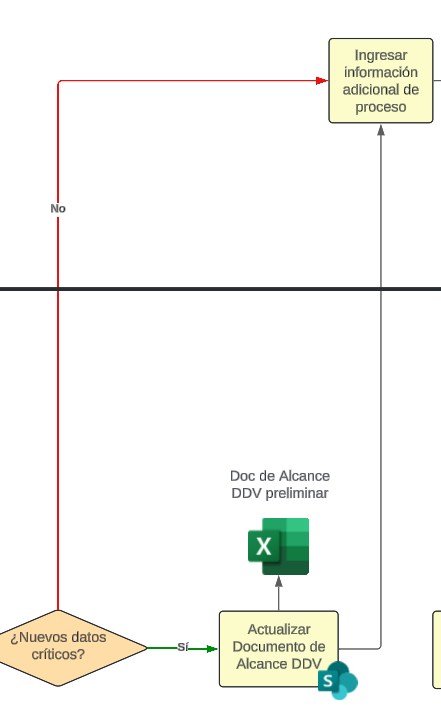 Ingresar
información
adicional de
proceso
No
Doc de Alcance
DDV preliminar
X
¿Nuevos datos
críticos?
Sí
Actualizar
Documento de
Alcance DDV
S